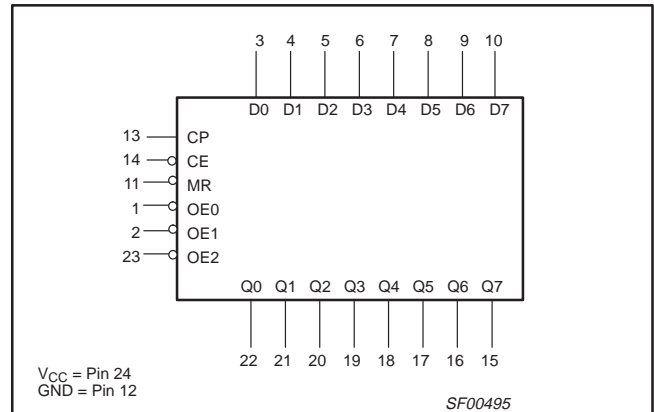 3 4 5 6 7 8 9 10
D0 D1 D2 D3 D4 D5 D6 D7
13 CP
14 CE
11 MR
1 OE0
2 OE1
23 OE2
Q0 Q1 Q2 Q3 Q4 Q5 Q6 Q7
22 21 20 19 18 17 16 15
VCC = Pin 24
GND = Pin 12
SF00495